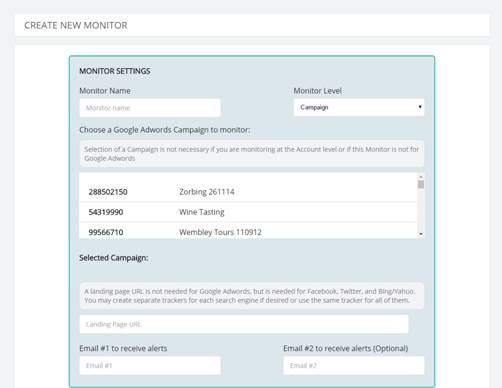 CREATE NEW MONITOR
MONITOR SETTINGS
Monitor Name
Monitor Level
Monitor name
Campaign
Choose a Google Adwords Campaign to monitor:
Selection of a Campaign is not necessary if you are monitoring at the Account level or if this Monitor is not for
Google Adwords
288502150 Zorbing 261114
54319990 Wine Tasting
99566710 Wembley Tours 110912
Selected Campaign:
A landing page URL is not needed for Google Adwords, but is needed for Facebook, Twitter, and Bing/Yahoo.
You may create separate trackers for each search engine if desired or use the same tracker for all of them.
Landing Page URL
Email #1 to receive alerts
Email #2 to receive alerts (Optional)
Email #1
Email #2